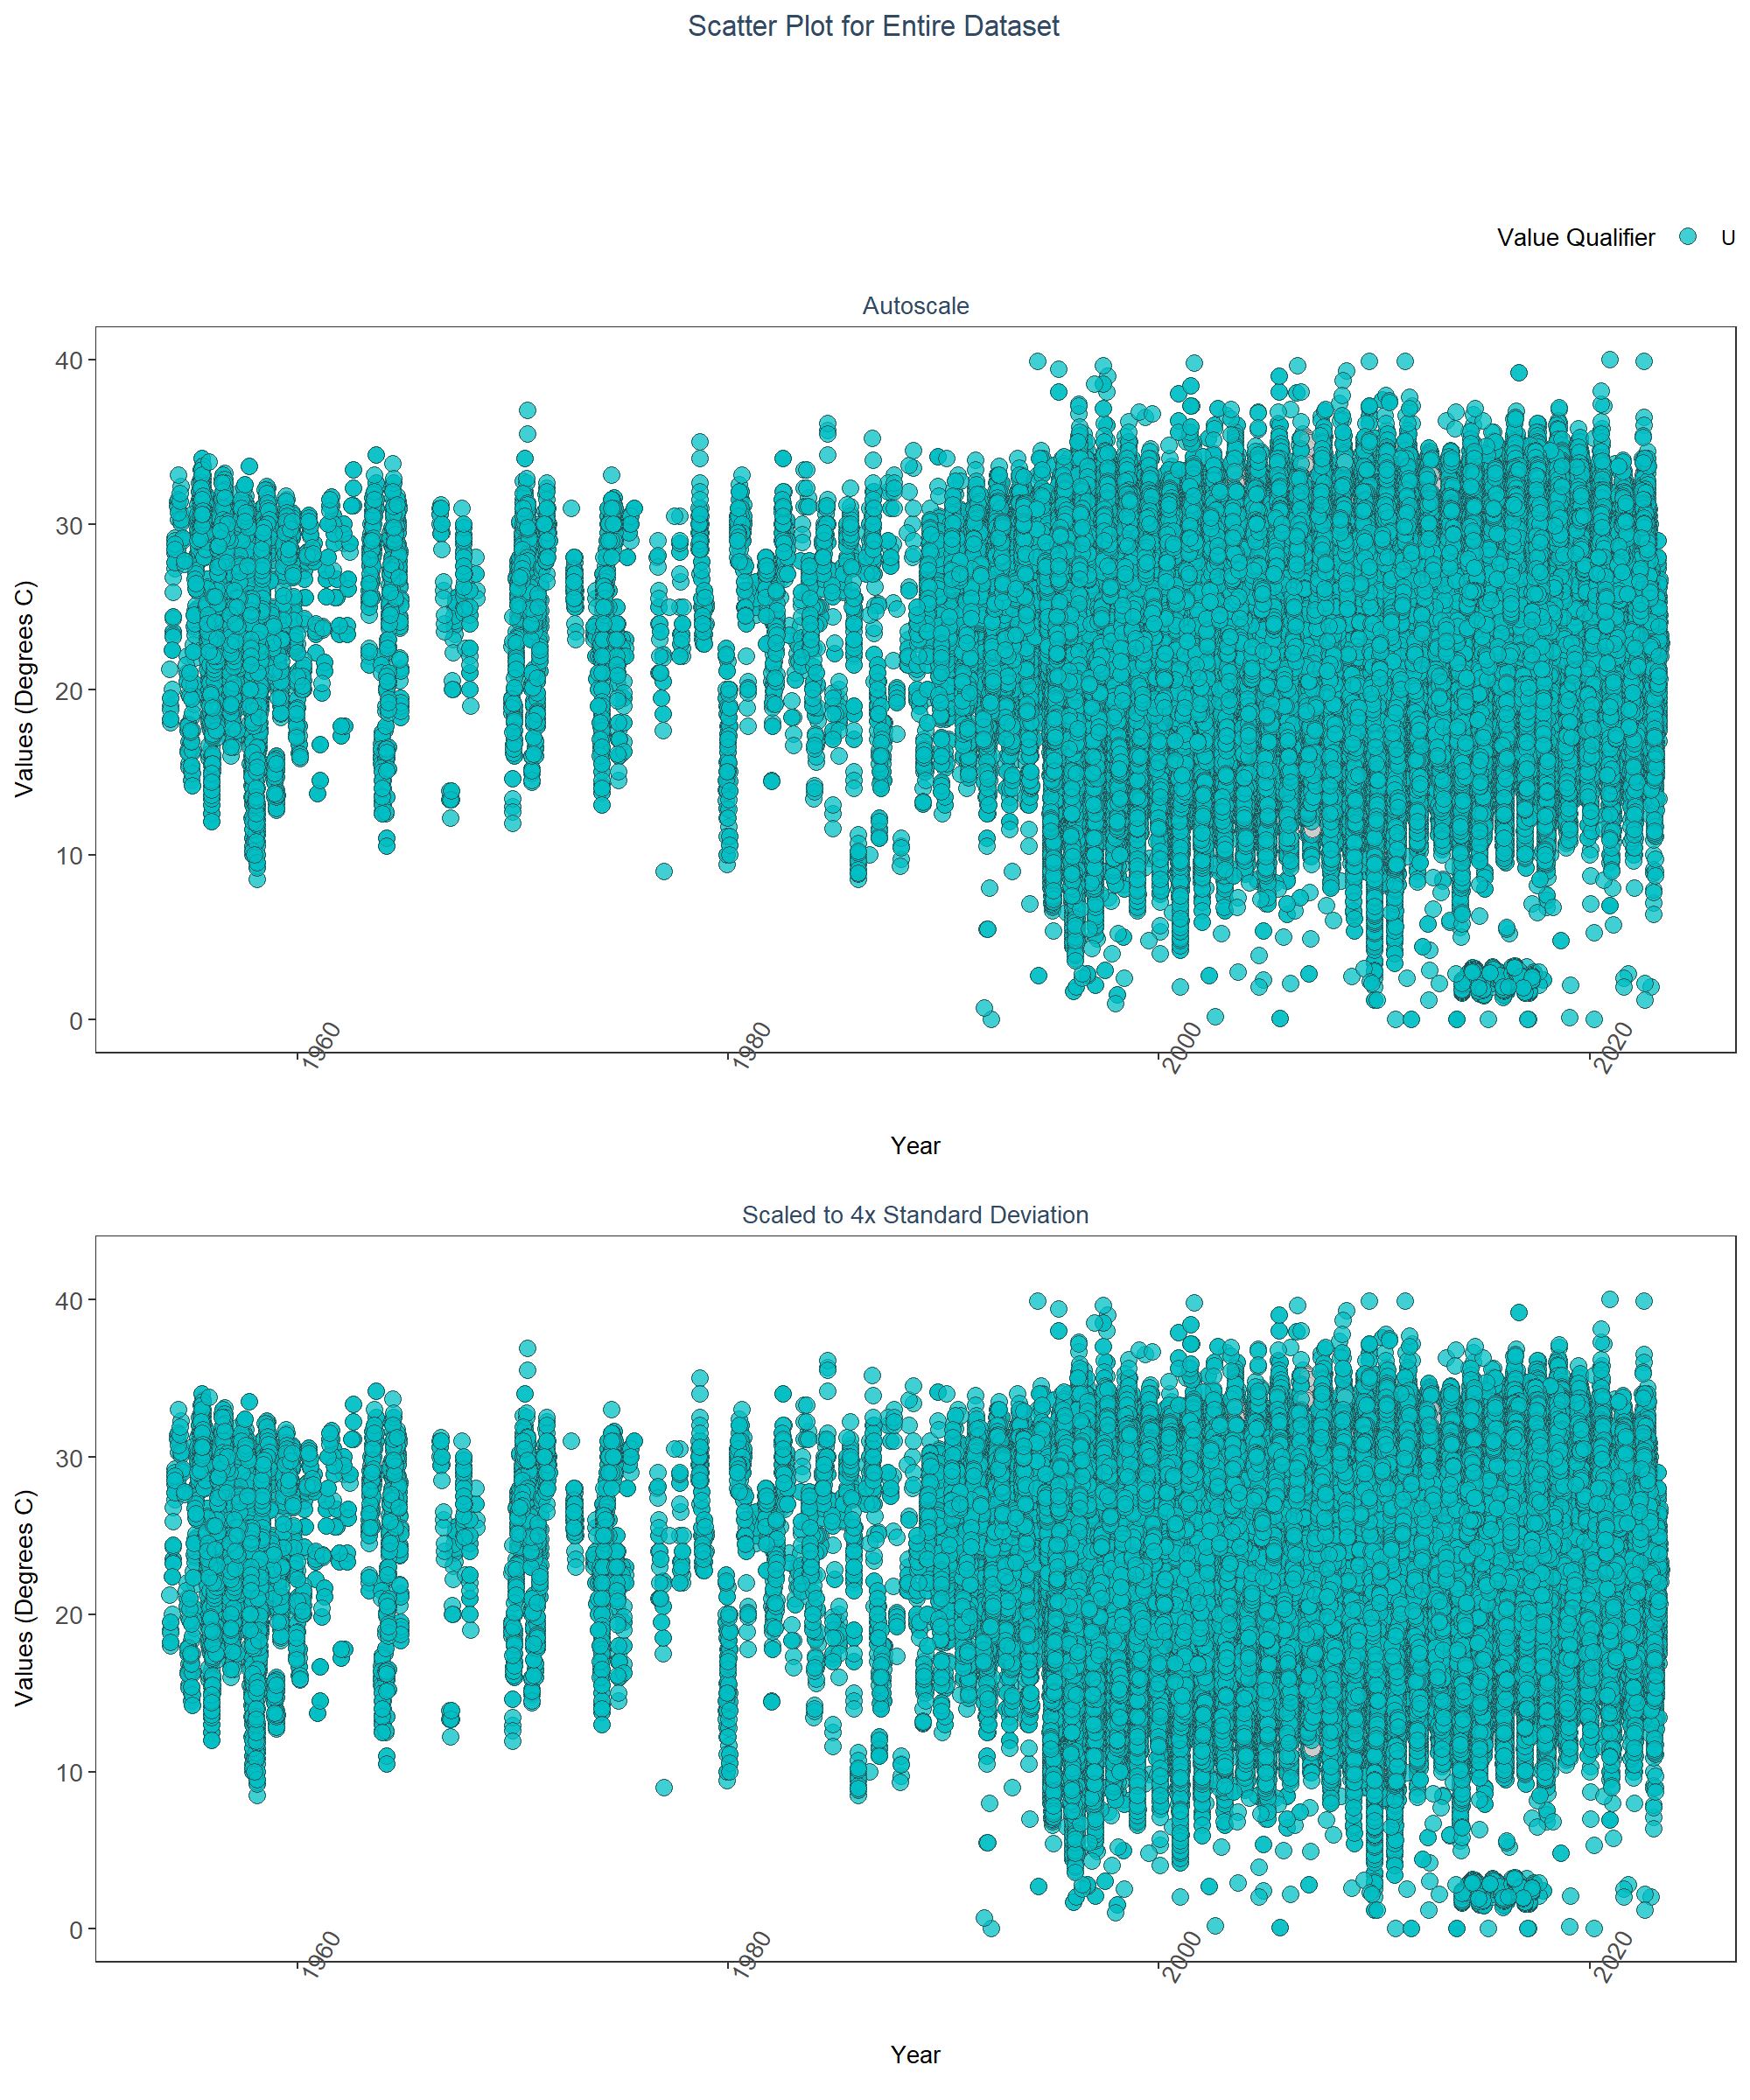 Scatter Plot for Entire Dataset
Value Qualifier U
Autoscale
40
30
20
10
0
Values (Degrees C)
1960 1980 2000 2020
Year
Scaled to 4x Standard Deviation
40
30
20
10
0
Values (Degrees C)
1960 1980 2000 2020
Year